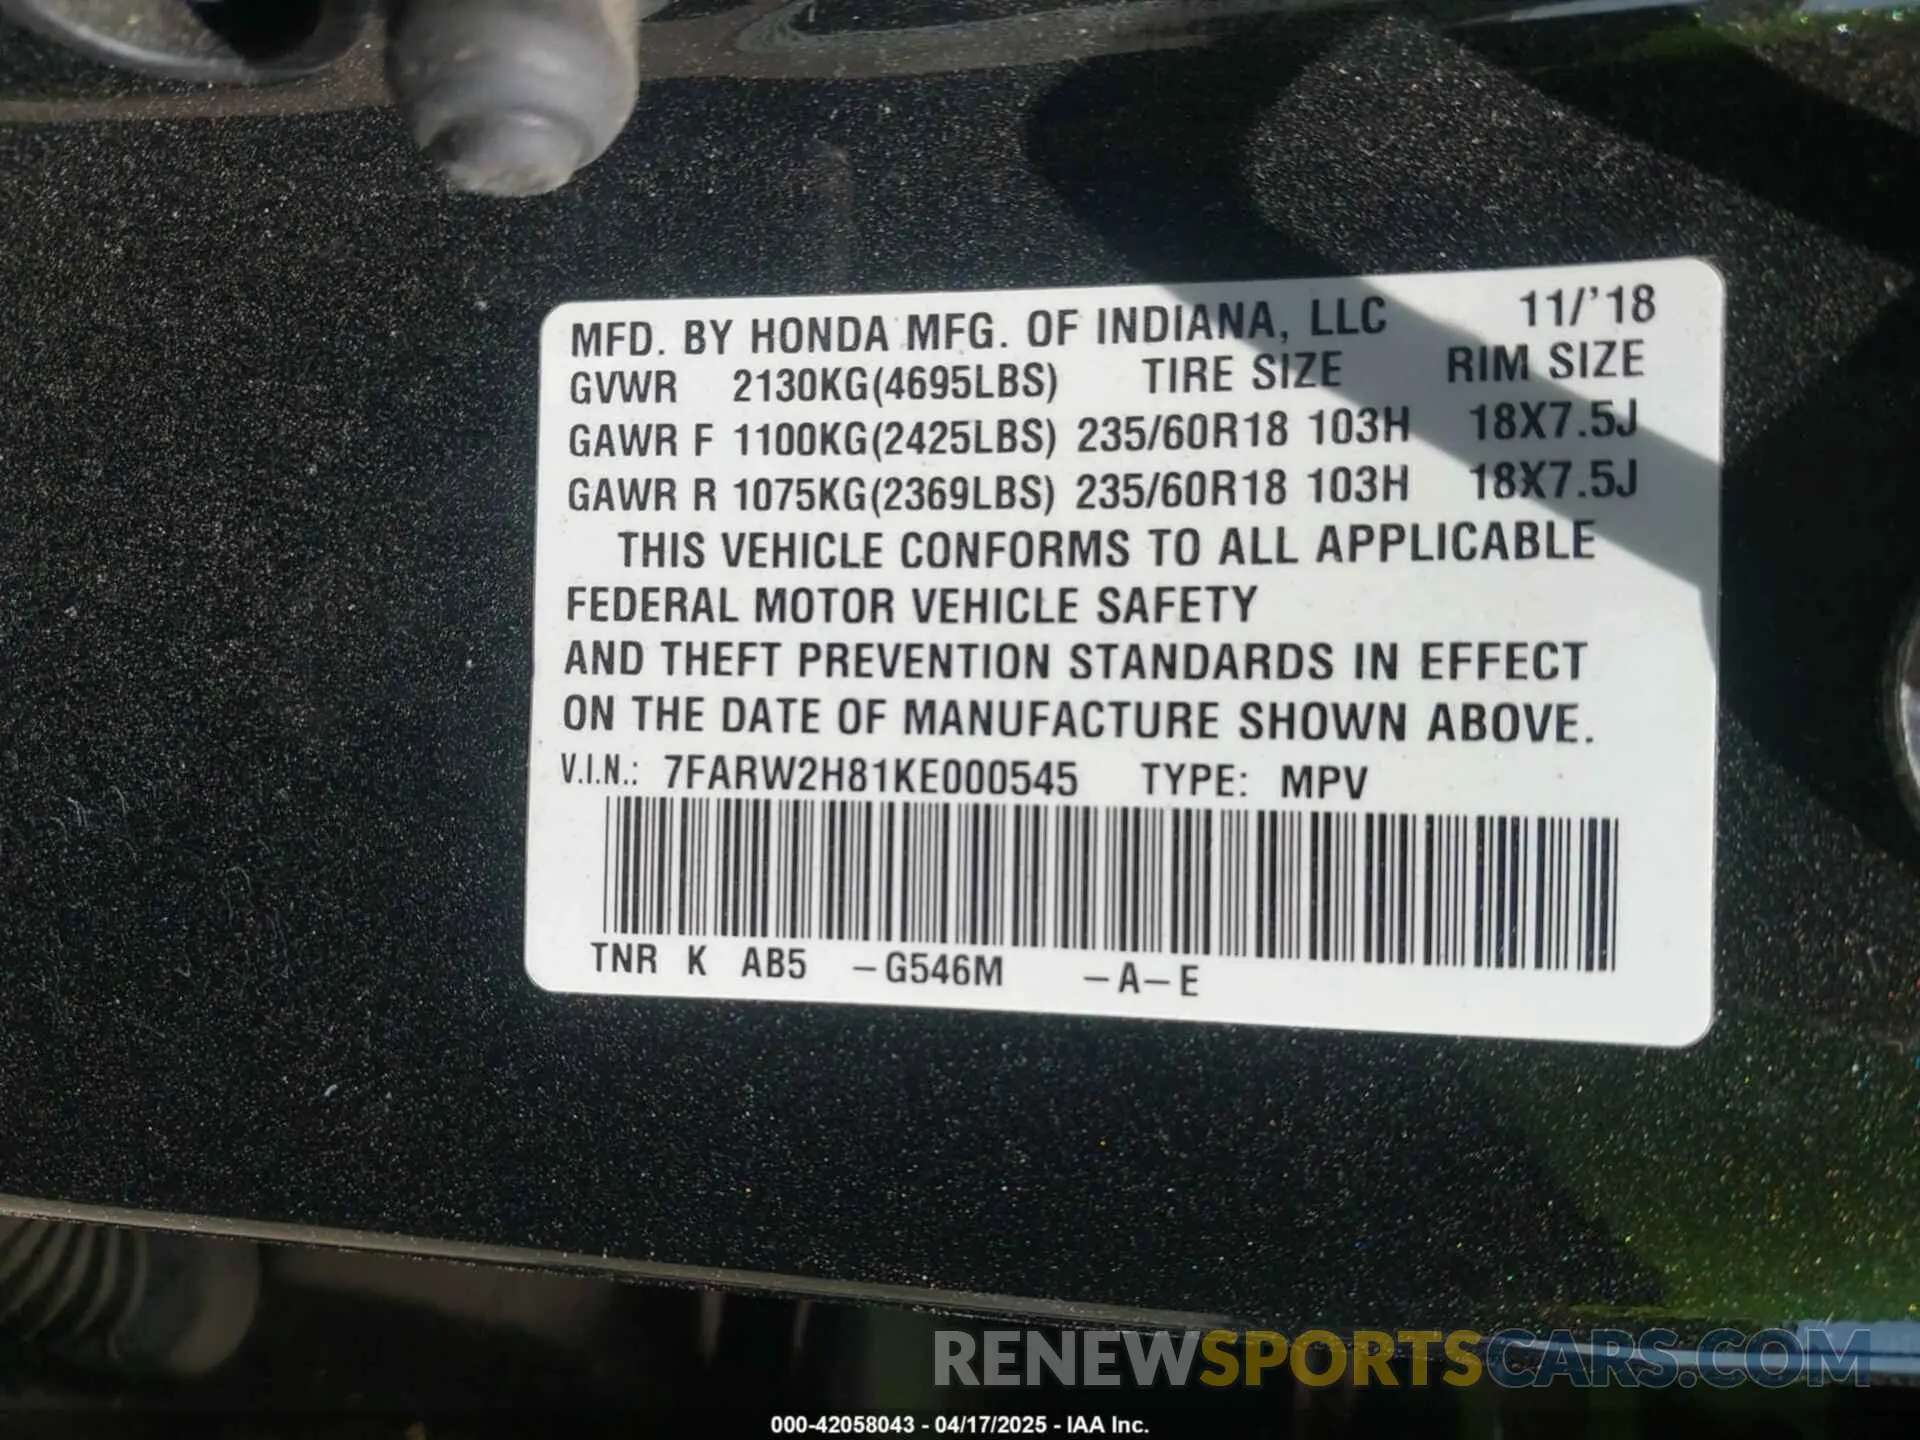 MFD. BY HONDA MFG. OF INDIANA, LLC 11/'18
GVWR 2130KG(4695LBS) TIRE SIZE RIM SIZE
GAWR F 1100KG(2425LBS) 235/60R18 103H 18X7.5J
GAWR R 1075KG(2369LBS) 235/60R18 103H 18X7.5J
THIS VEHICLE CONFORMS TO ALL APPLICABLE
FEDERAL MOTOR VEHICLE SAFETY
AND THEFT PREVENTION STANDARDS IN EFFECT
ON THE DATE OF MANUFACTURE SHOWN ABOVE.
V.I.N.: 7FARW2H81KE000545 TYPE: MPV
TNR K AB5 -G546M -A-E
RENEWSPORTSCARS.COM
000-42058043 - 04/17/2025 - IAA Inc.